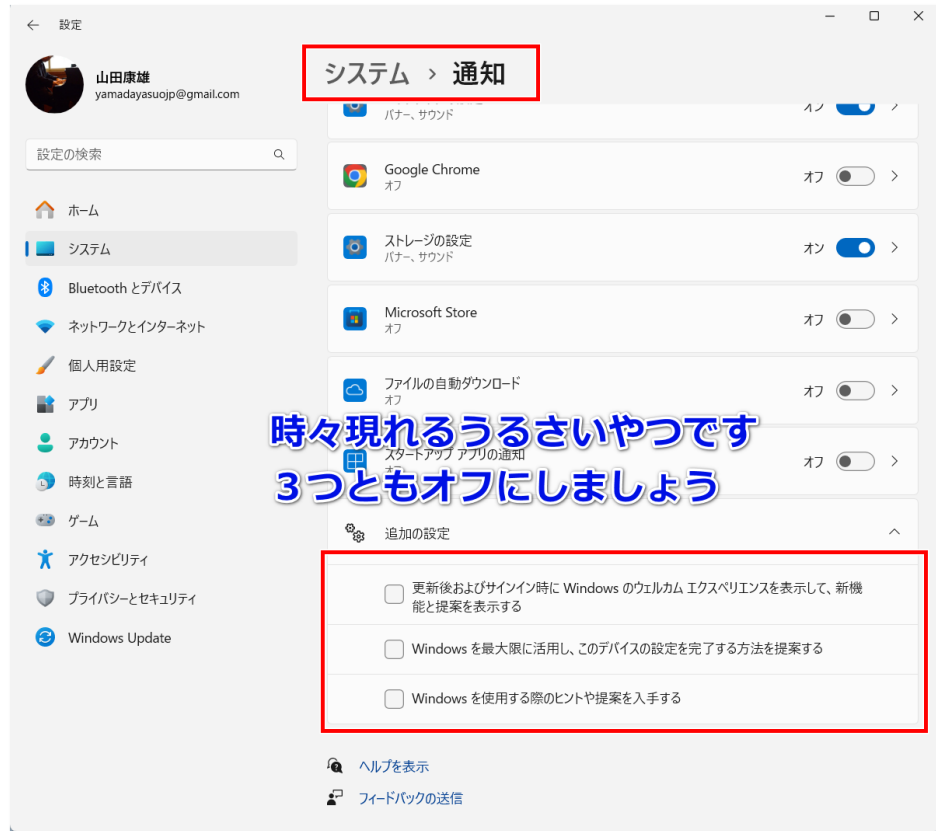 設定
山田康雄
yamadayasuojp@gmail.com
設定の検索
ホーム
システム
Bluetooth とデバイス
ネットワークとインターネット
個人用設定
アプリ
アカウント
時刻と言語
ゲーム
アクセシビリティ
プライバシーとセキュリティ
Windows Update
システム › 通知
バナー、サウンド
オフ
Google Chrome
オフ
オフ
ストレージの設定
バナー、サウンド
オン
Microsoft Store
オフ
オフ
ファイルの自動ダウンロード
オフ
オフ
時々現れるうるさいやつです
スタートアップ アプリの通知
オフ
３つともオフにしましょう
追加の設定
更新後およびサインイン時に Windows のウェルカム エクスペリエンスを表示して、新機
能と提案を表示する
Windows を最大限に活用し、このデバイスの設定を完了する方法を提案する
Windows を使用する際のヒントや提案を入手する
ヘルプを表示
フィードバックの送信